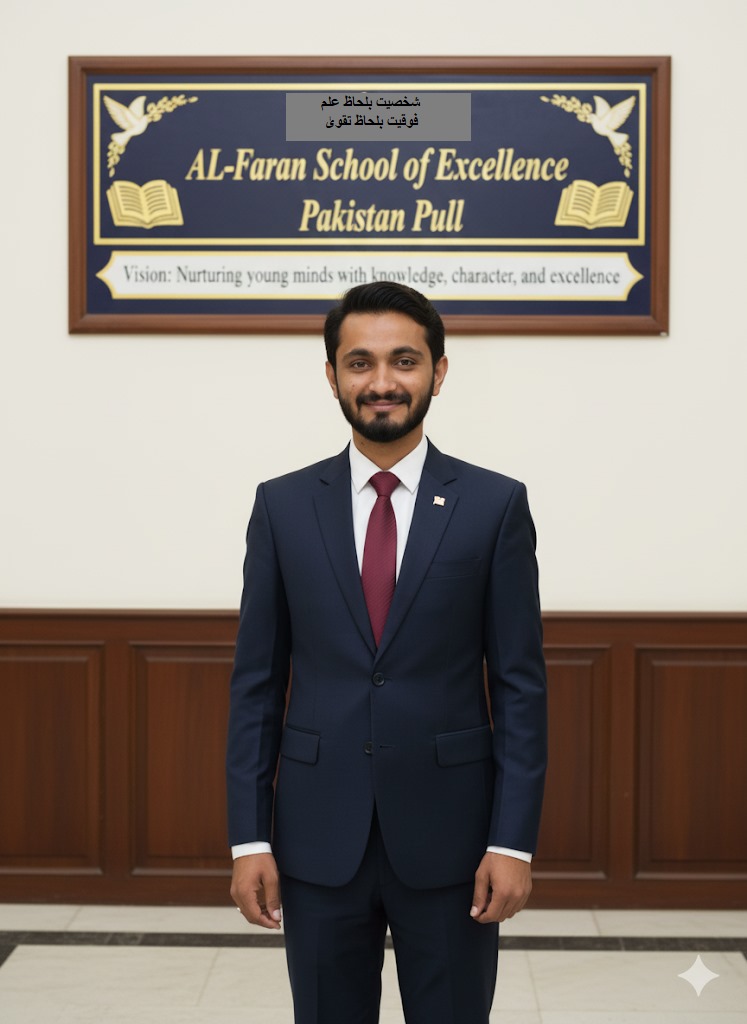 شخصیت بلحاظ علم
فوقیت بلحاظ تقویٰ
AL-Faran School of Excellence
Pakistan Pull
Vision: Nurturing young minds with knowledge, character, and excellence